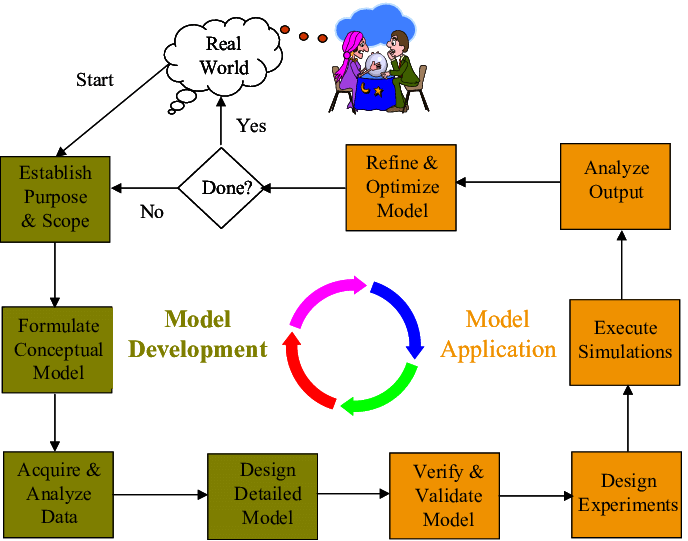 Real
World
Start
Yes
Establish
Purpose
& Scope
No
Done?
Refine &
Optimize
Model
Analyze
Output
Formulate
Conceptual
Model
Model
Development
Model
Application
Execute
Simulations
Acquire &
Analyze
Data
Design
Detailed
Model
Verify &
Validate
Model
Design
Experiments